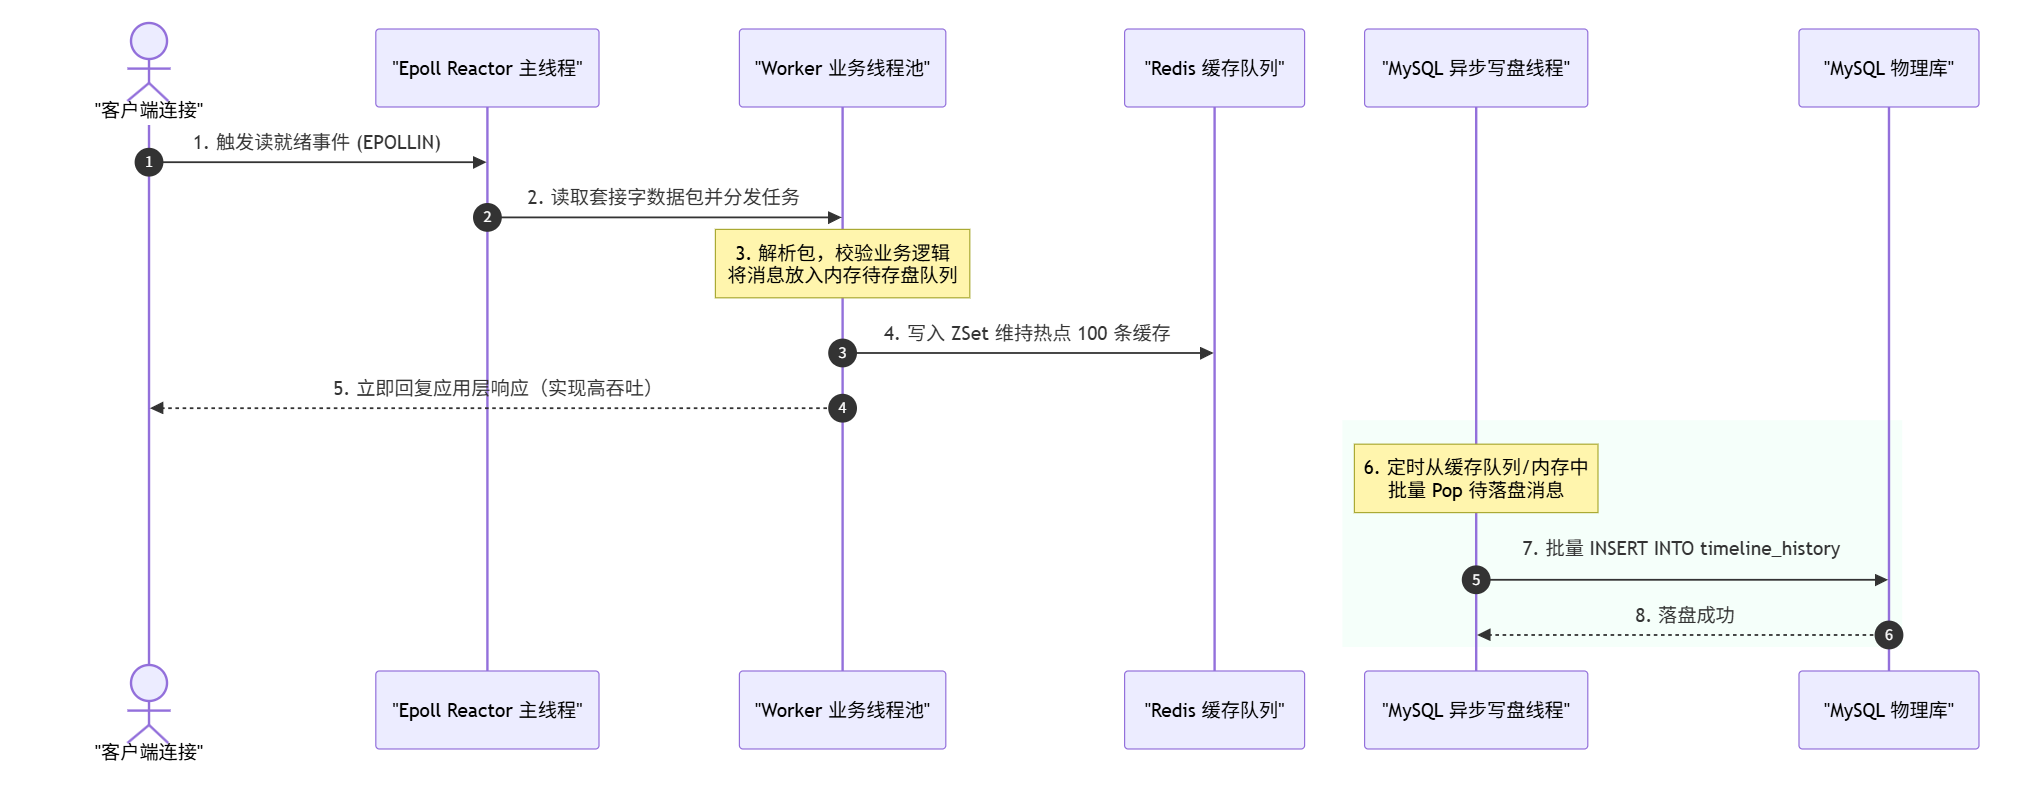 "客户端连接"
"Epoll Reactor 主线程"
"Worker 业务线程池"
"Redis 缓存队列"
"MySQL 异步写盘线程"
"MySQL 物理库"
1. 触发读就绪事件 (EPOLLIN)
1
2. 读取套接字数据包并分发任务
2
3. 解析包，校验业务逻辑
将消息放入内存待存盘队列
4. 写入 ZSet 维持热点 100 条缓存
3
5. 立即回复应用层响应（实现高吞吐）
4
6. 定时从缓存队列/内存中
批量 Pop 待落盘消息
7. 批量 INSERT INTO timeline_history
5
8. 落盘成功
6
"客户端连接"
"Epoll Reactor 主线程"
"Worker 业务线程池"
"Redis 缓存队列"
"MySQL 异步写盘线程"
"MySQL 物理库"